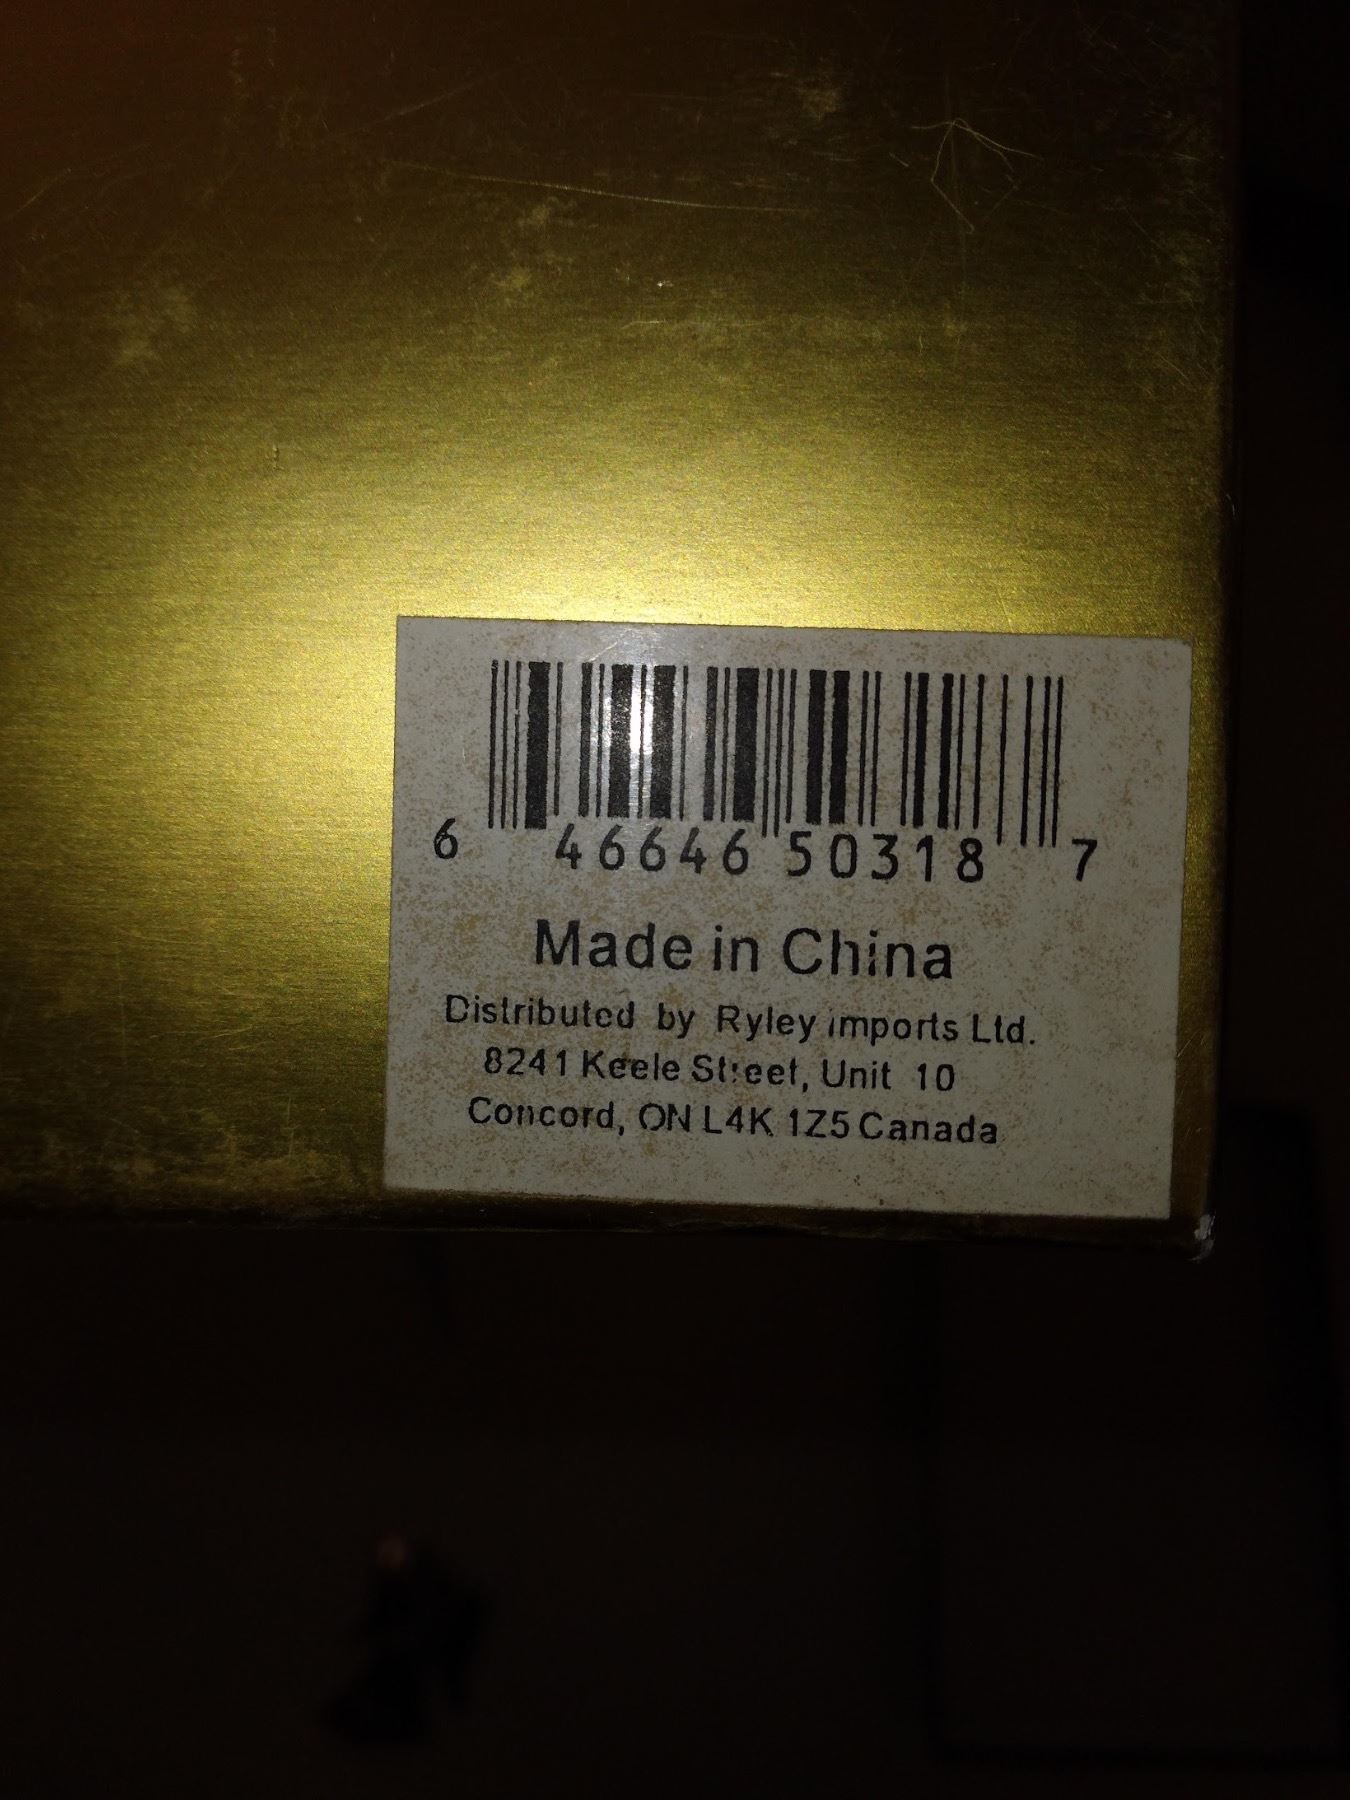 6 46646 50318 7
Made in China
Distributed by Ryley imports Ltd.
8241 Keele Street, Unit 10
Concord, ON L4K 1Z5 Canada